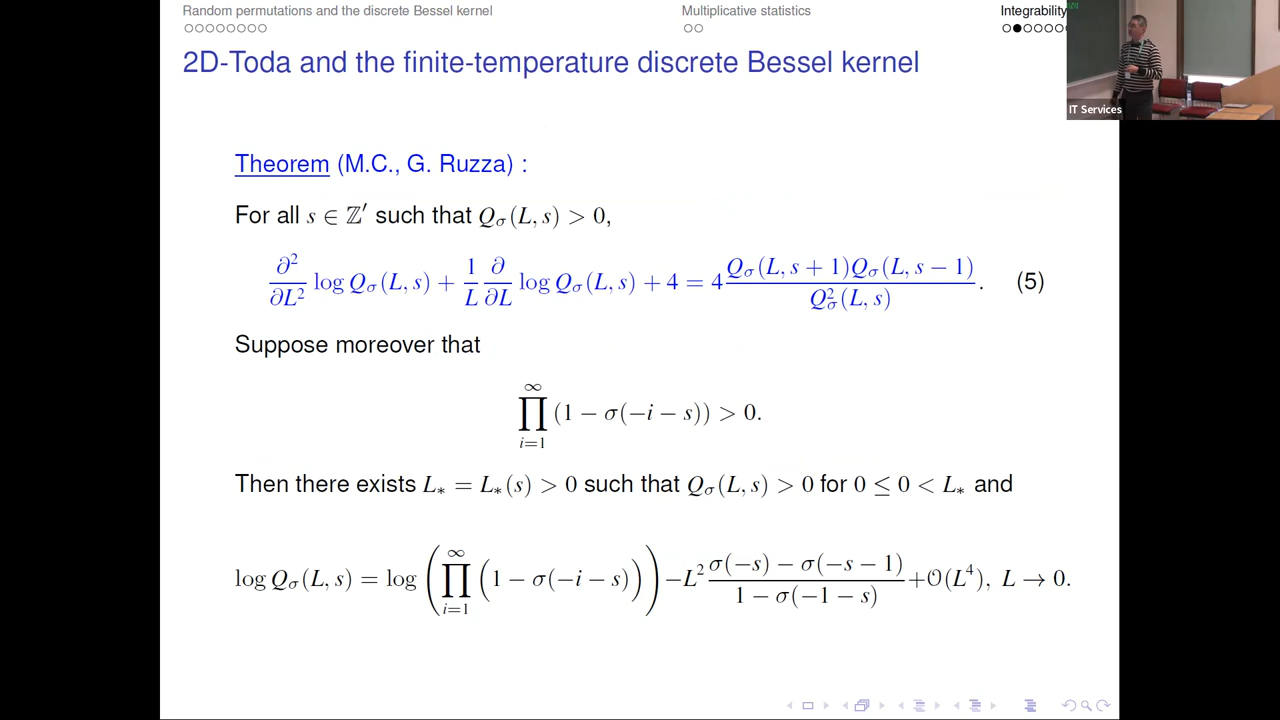 Random permutations and the discrete Bessel kernel Multiplicative statistics Integrability
2D-Toda and the finite-temperature discrete Bessel kernel
IT Services
Theorem (M.C., G. Ruzza) :
For all s ∈ ℤ′ such that Q_σ(L, s) > 0,
∂²/∂L² log Q_σ(L, s) + 1/L ∂/∂L log Q_σ(L, s) + 4 = 4 Q_σ(L, s + 1)Q_σ(L, s − 1)/Q_σ²(L, s). (5)
Suppose moreover that
∏_{i=1}^{∞} (1 − σ(−i − s)) > 0.
Then there exists L_* = L_*(s) > 0 such that Q_σ(L, s) > 0 for 0 ≤ 0 < L_* and
log Q_σ(L, s) = log (∏_{i=1}^{∞} (1 − σ(−i − s))) − L² σ(−s) − σ(−s − 1)/1 − σ(−1 − s) + O(L⁴), L → 0.